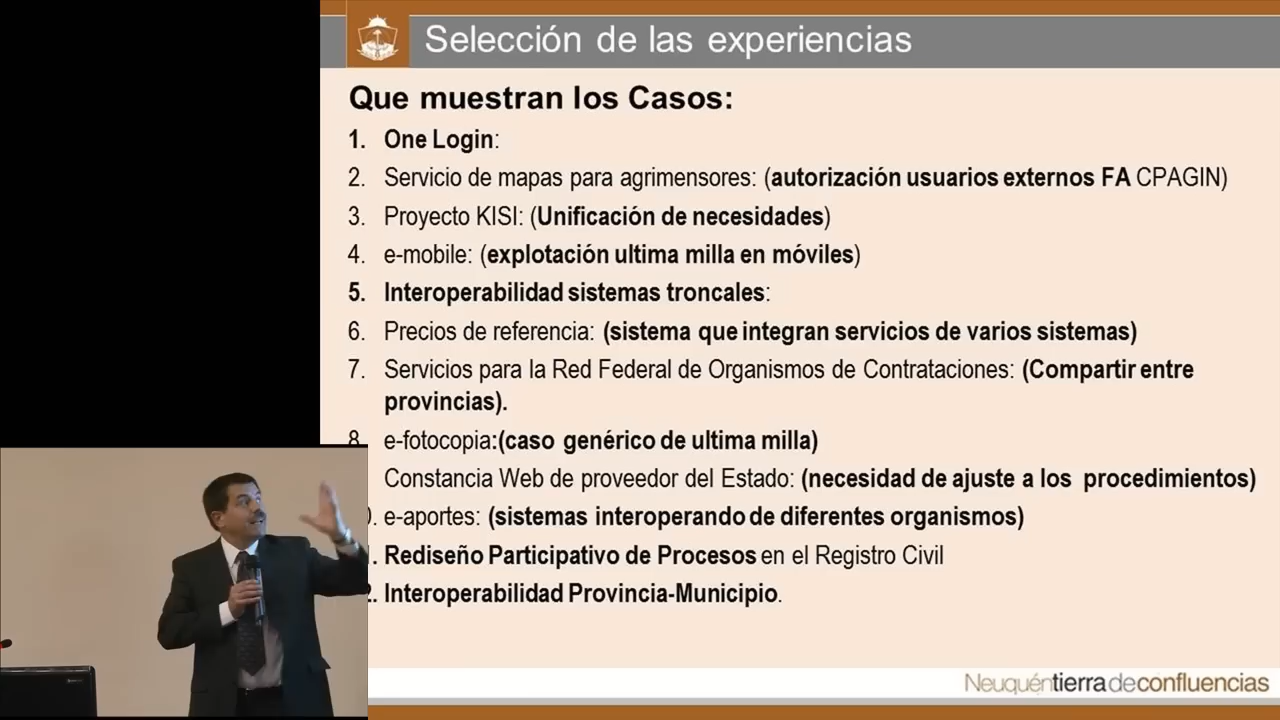 Selección de las experiencias
Que muestran los Casos:
1. One Login:
2. Servicio de mapas para agrimensores: (autorización usuarios externos FA CPAGIN)
3. Proyecto KISI: (Unificación de necesidades)
4. e-mobile: (explotación ultima milla en móviles)
5. Interoperabilidad sistemas troncales:
6. Precios de referencia: (sistema que integran servicios de varios sistemas)
7. Servicios para la Red Federal de Organismos de Contrataciones: (Compartir entre
provincias).
8. e-fotocopia:(caso genérico de ultima milla)
Constancia Web de proveedor del Estado: (necesidad de ajuste a los procedimientos)
. e-aportes: (sistemas interoperando de diferentes organismos)
. Rediseño Participativo de Procesos en el Registro Civil
. Interoperabilidad Provincia-Municipio.
Neuquéntierradeconfluencias